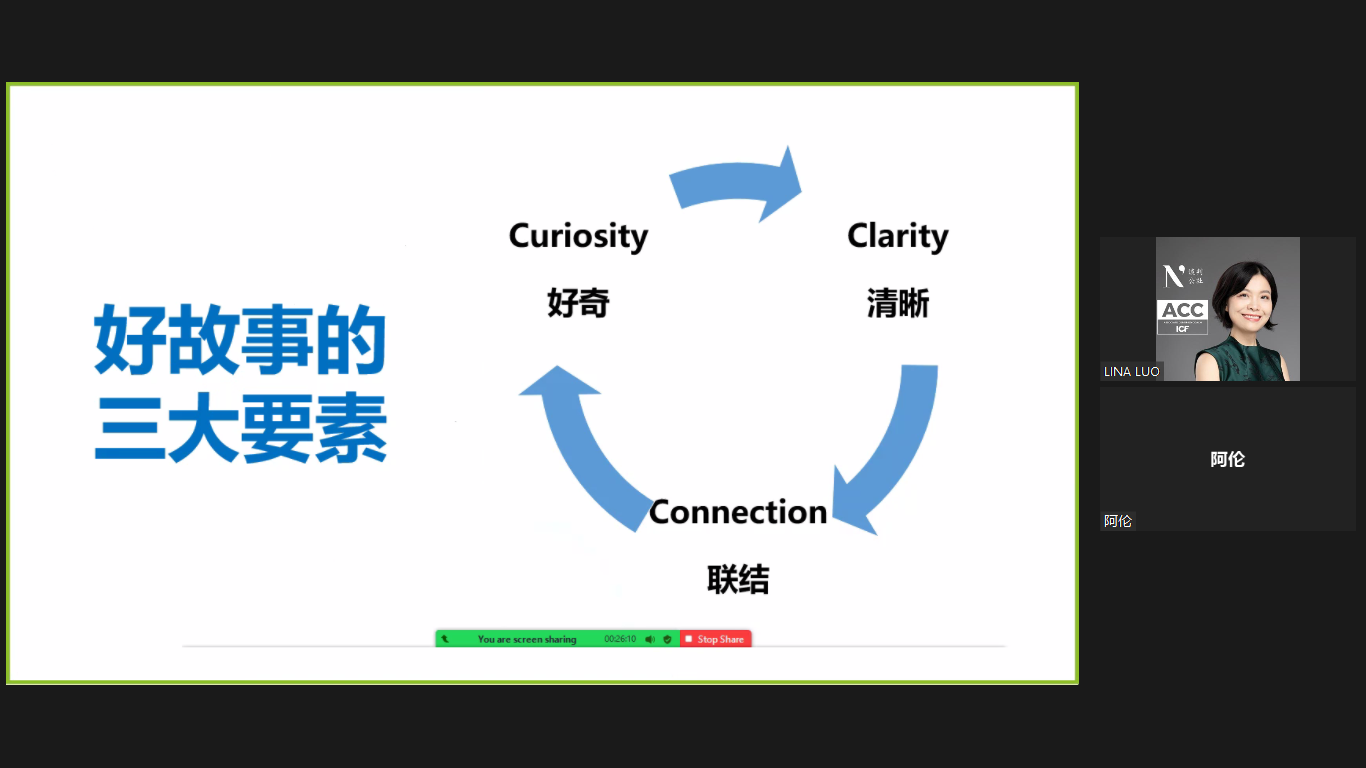 好故事的
三大要素
Curiosity
好奇
Clarity
清晰
Connection
联结
You are screen sharing 00:26:10 Stop Share
N
ACC
ICF
LINA LUO
阿伦
阿伦